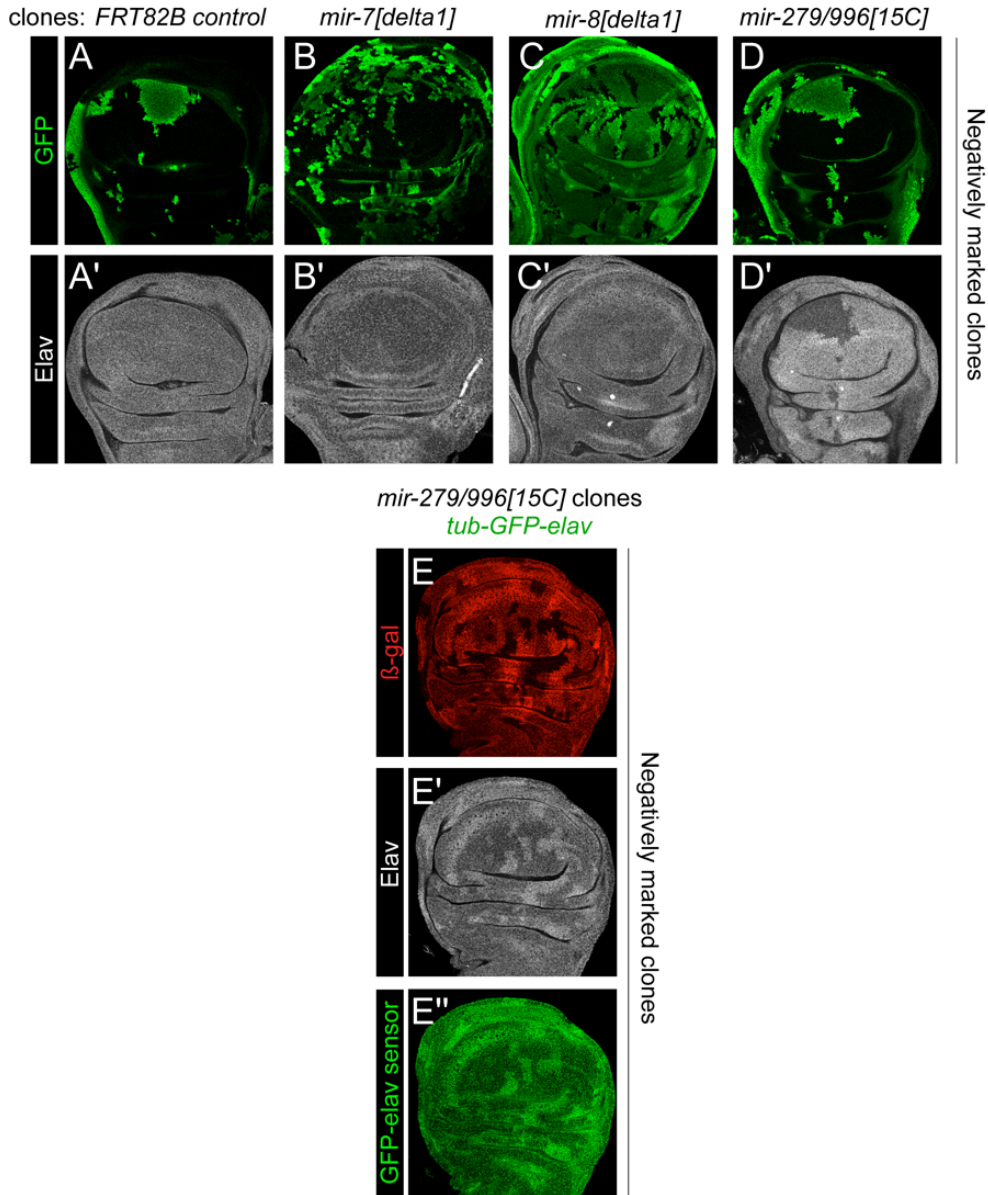 clones: FRT82B control mir-7[delta1] mir-8[delta1] mir-279/996[15C]
GFP
A
B
C
D
Elav
A'
B'
C'
D'
Negatively marked clones
mir-279/996[15C] clones
tub-GFP-elav
ß-gal
E
Elav
E'
GFP-elav sensor
E"
Negatively marked clones